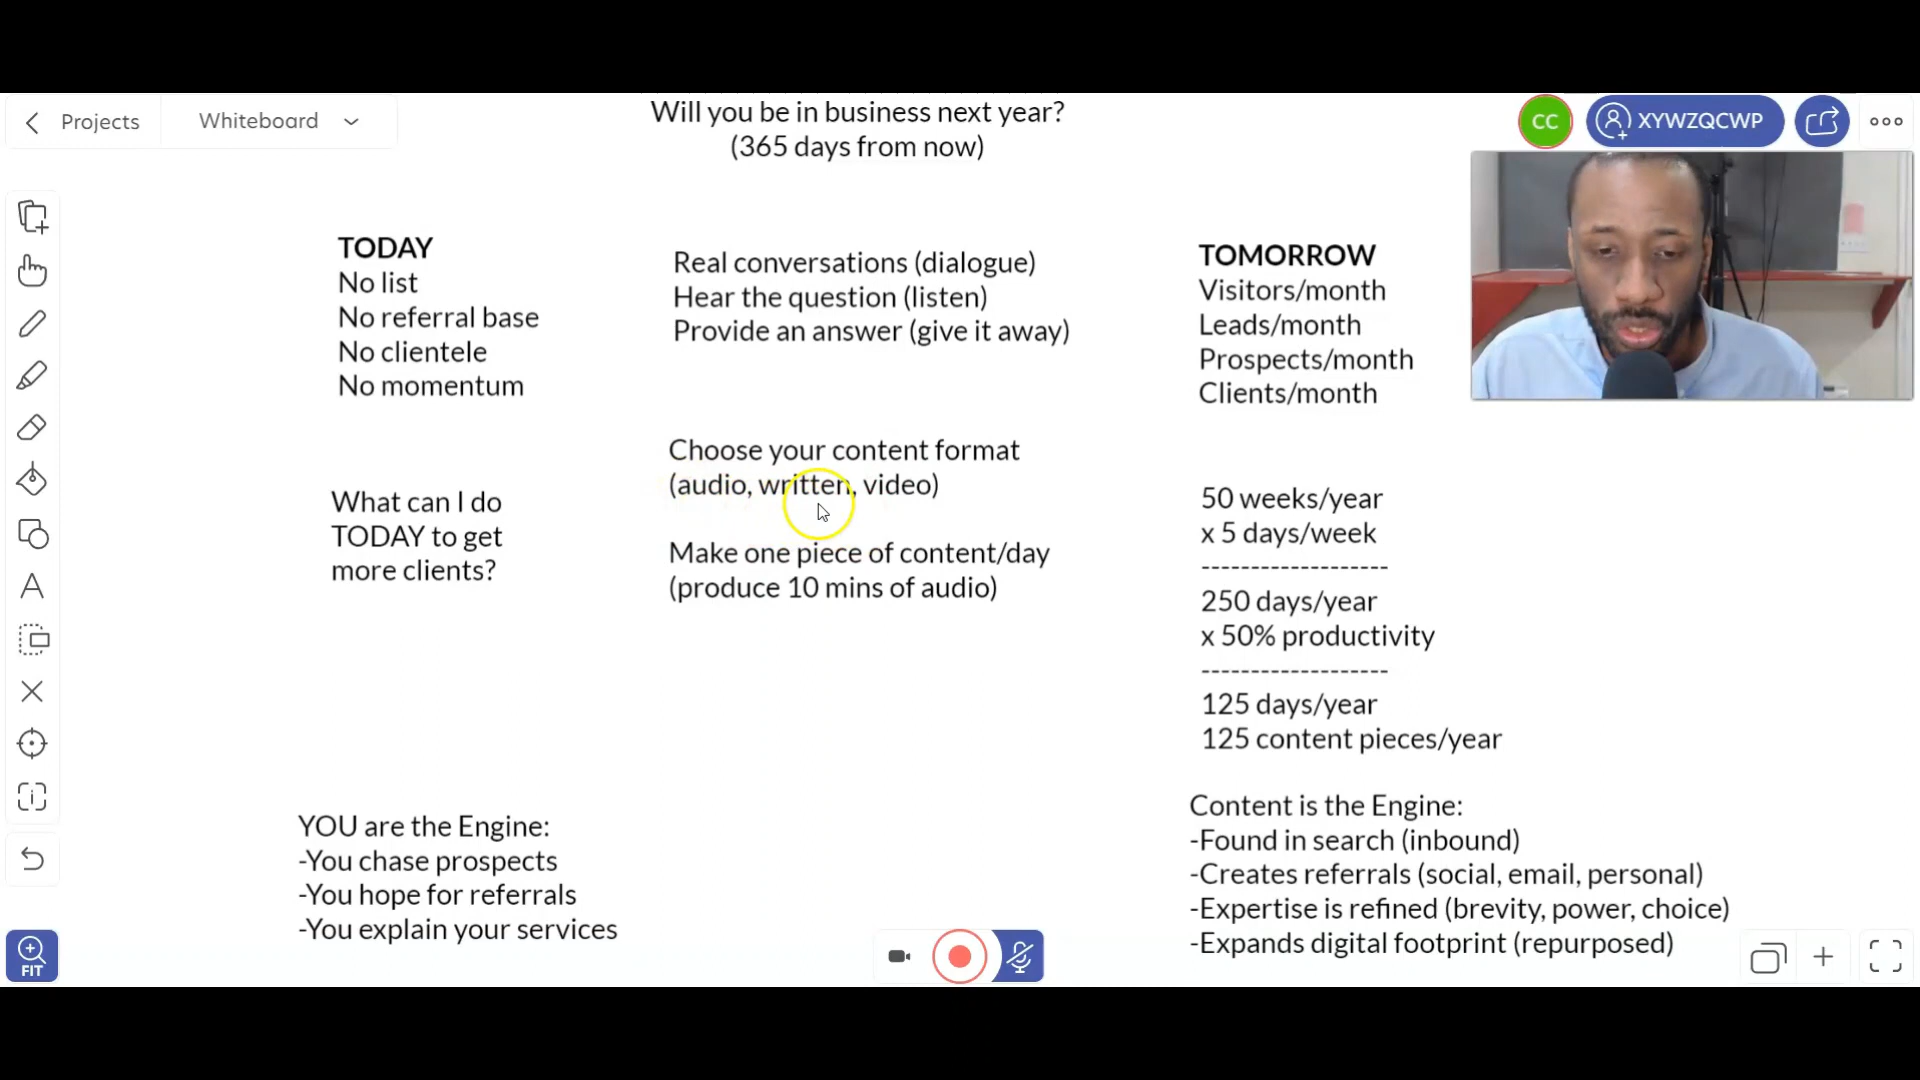 Projects
Whiteboard
Will you be in business next year?
(365 days from now)
CC
XYWZQCWP
TODAY
No list
No referral base
No clientele
No momentum
Real conversations (dialogue)
Hear the question (listen)
Provide an answer (give it away)
TOMORROW
Visitors/month
Leads/month
Prospects/month
Clients/month
What can I do
TODAY to get
more clients?
Choose your content format
(audio, written, video)
Make one piece of content/day
(produce 10 mins of audio)
50 weeks/year
x 5 days/week
-------------------
250 days/year
x 50% productivity
-------------------
125 days/year
125 content pieces/year
YOU are the Engine:
-You chase prospects
-You hope for referrals
-You explain your services
Content is the Engine:
-Found in search (inbound)
-Creates referrals (social, email, personal)
-Expertise is refined (brevity, power, choice)
-Expands digital footprint (repurposed)
FIT